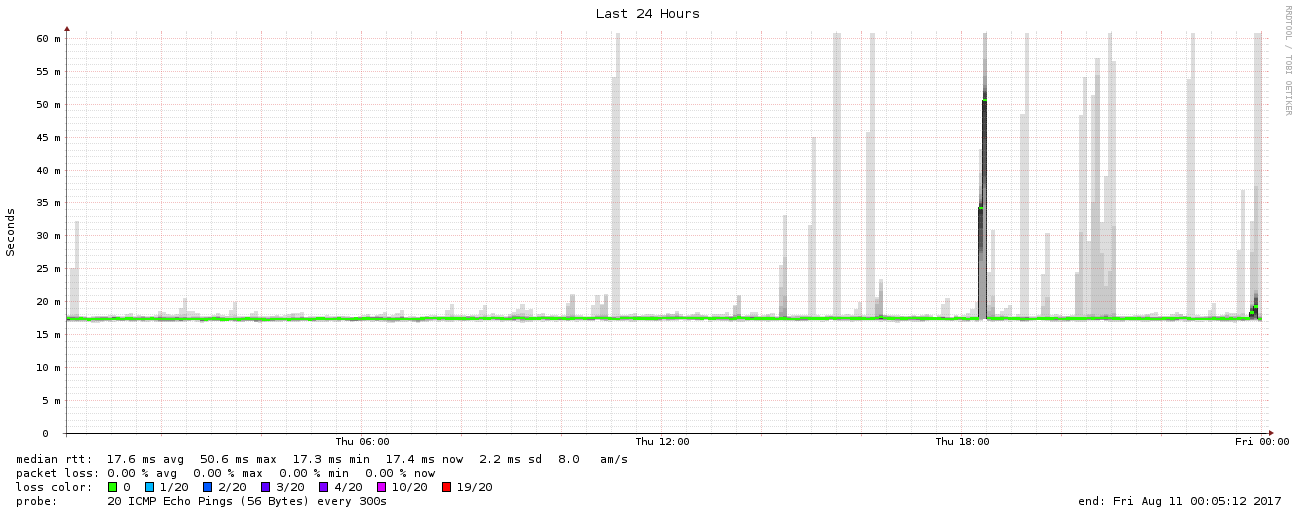 Last 24 Hours
RRDTOOL / TOBI OETIKER
Seconds
60 m
55 m
50 m
45 m
40 m
35 m
30 m
25 m
20 m
15 m
10 m
5 m
0
Thu 06:00 Thu 12:00 Thu 18:00 Fri 00:00
median rtt: 17.6 ms avg 50.6 ms max 17.3 ms min 17.4 ms now 2.2 ms sd 8.0 am/s
packet loss: 0.00 % avg 0.00 % max 0.00 % min 0.00 % now
loss color: 0 1/20 2/20 3/20 4/20 10/20 19/20
probe: 20 ICMP Echo Pings (56 Bytes) every 300s end: Fri Aug 11 00:05:12 2017